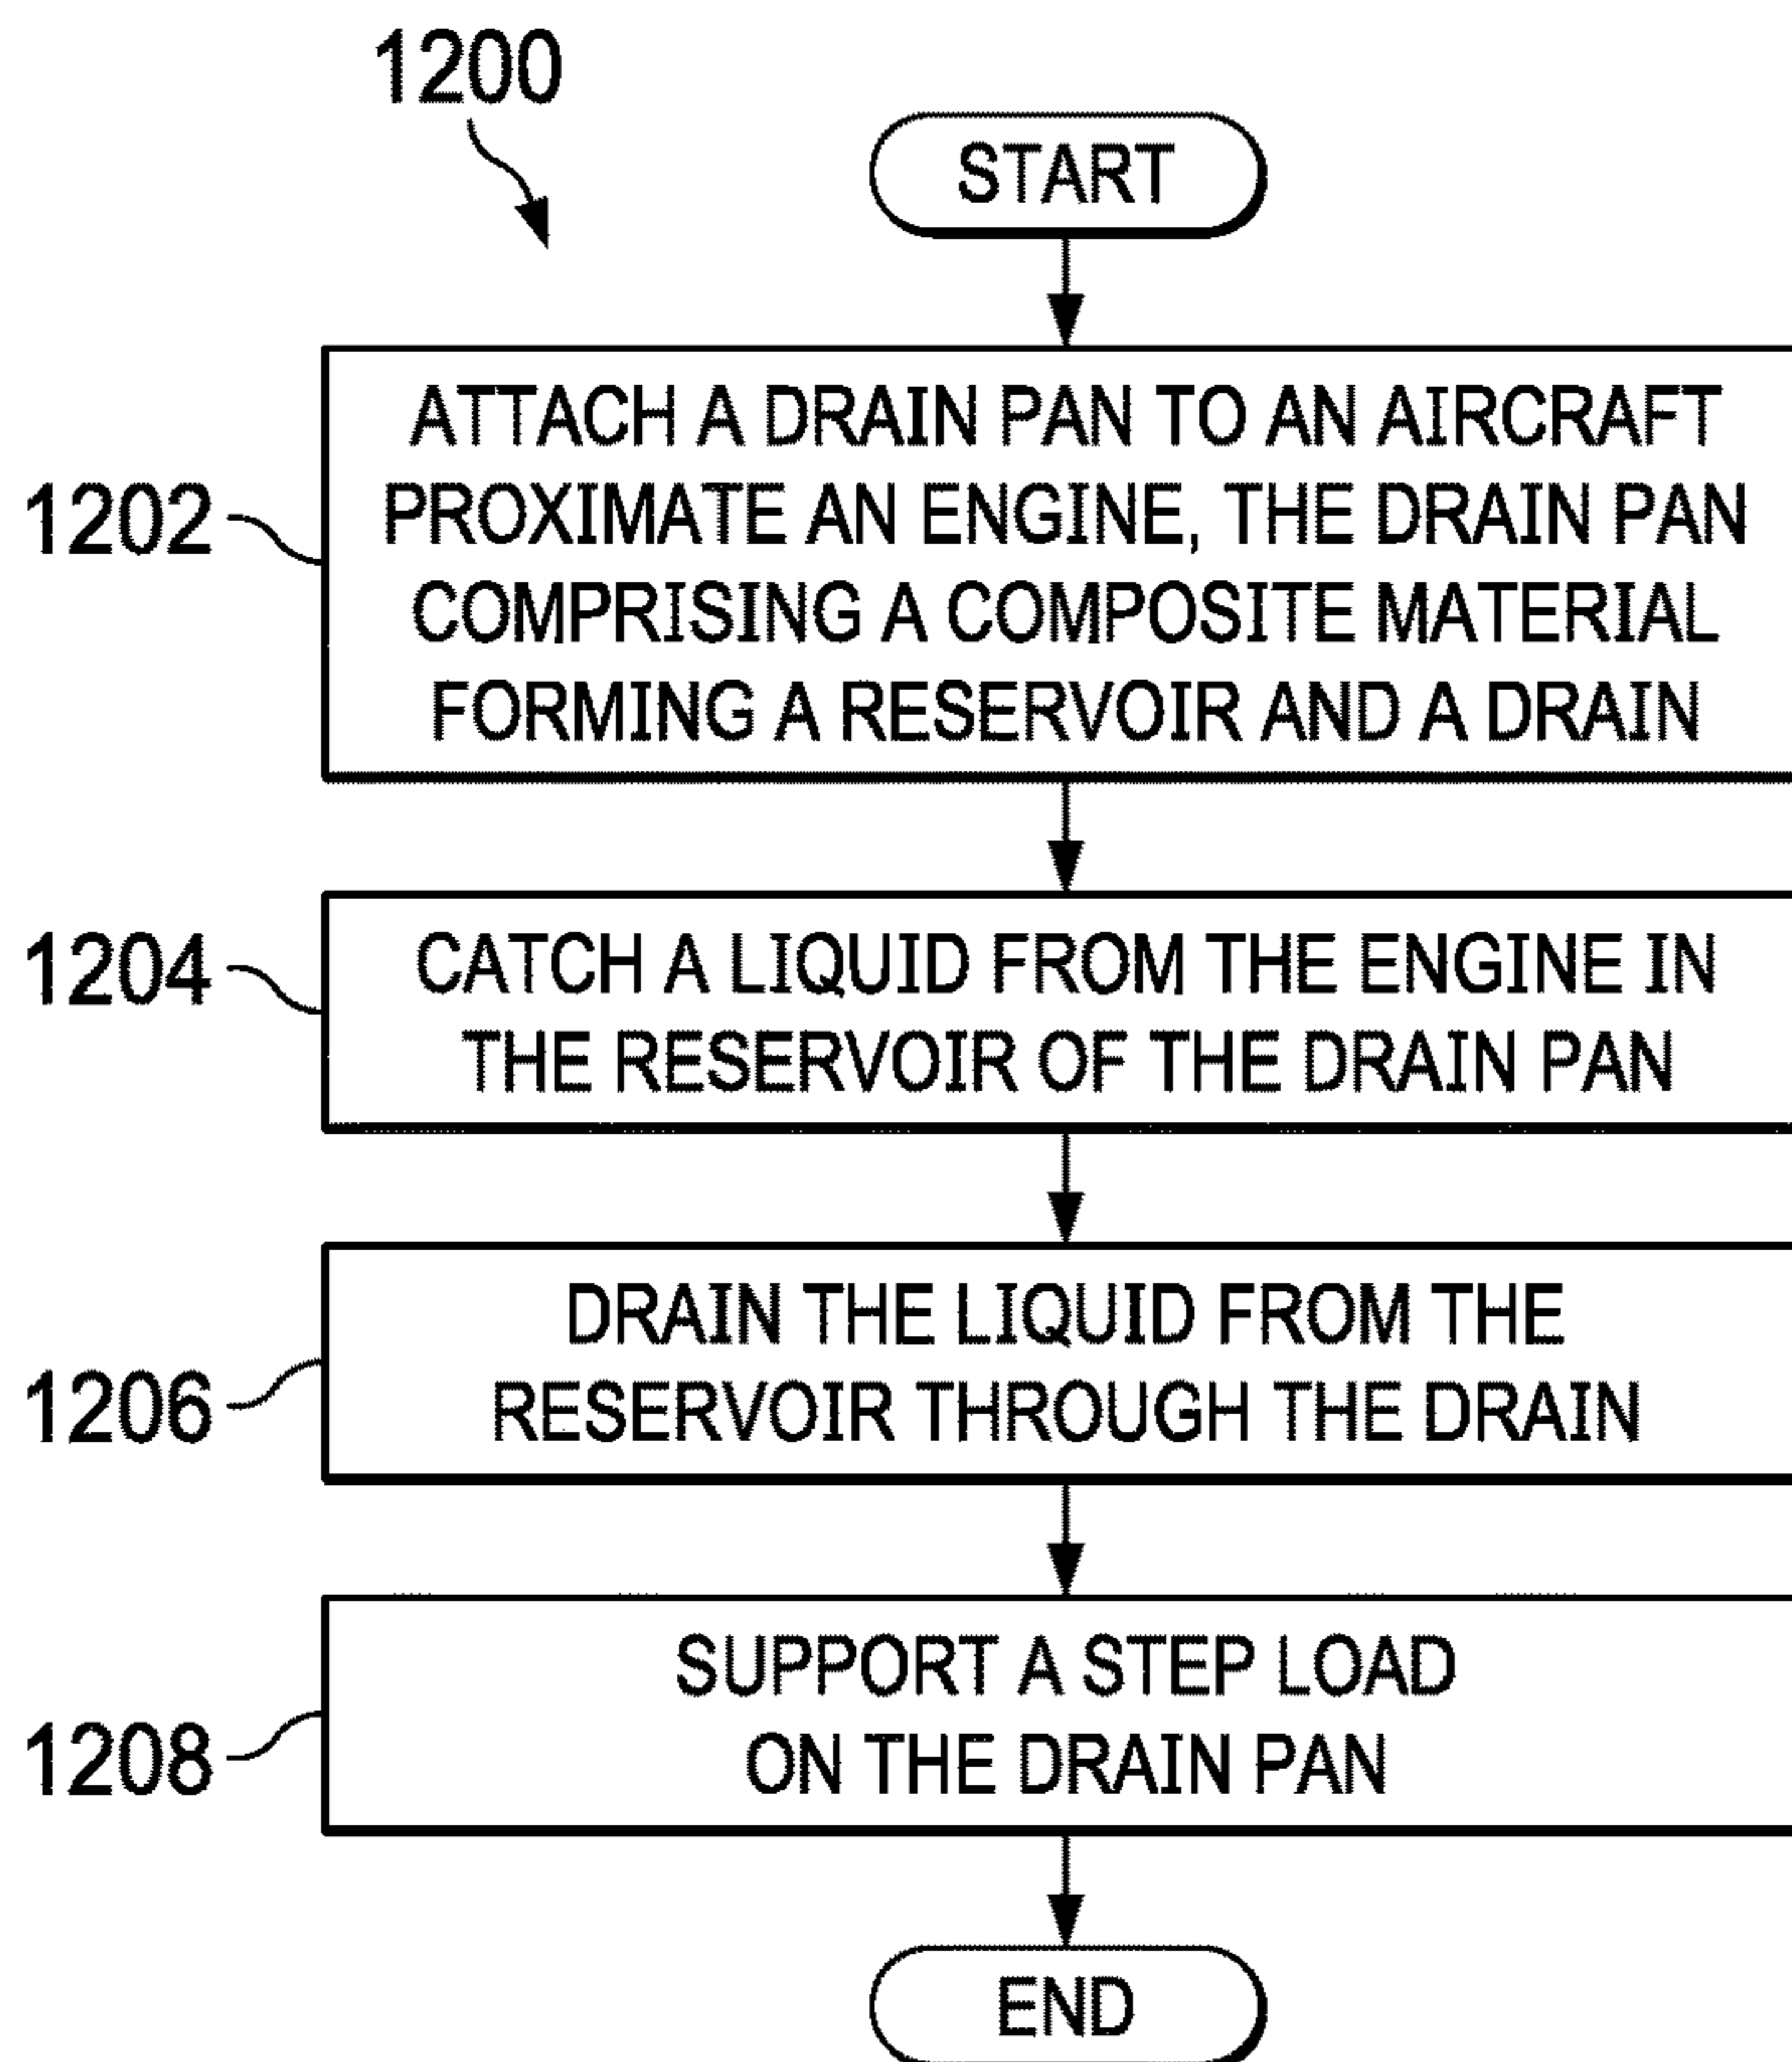 1200
START
1202
ATTACH A DRAIN PAN TO AN AIRCRAFT
PROXIMATE AN ENGINE, THE DRAIN PAN
COMPRISING A COMPOSITE MATERIAL
FORMING A RESERVOIR AND A DRAIN
1204
CATCH A LIQUID FROM THE ENGINE IN
THE RESERVOIR OF THE DRAIN PAN
1206
DRAIN THE LIQUID FROM THE
RESERVOIR THROUGH THE DRAIN
1208
SUPPORT A STEP LOAD
ON THE DRAIN PAN
END